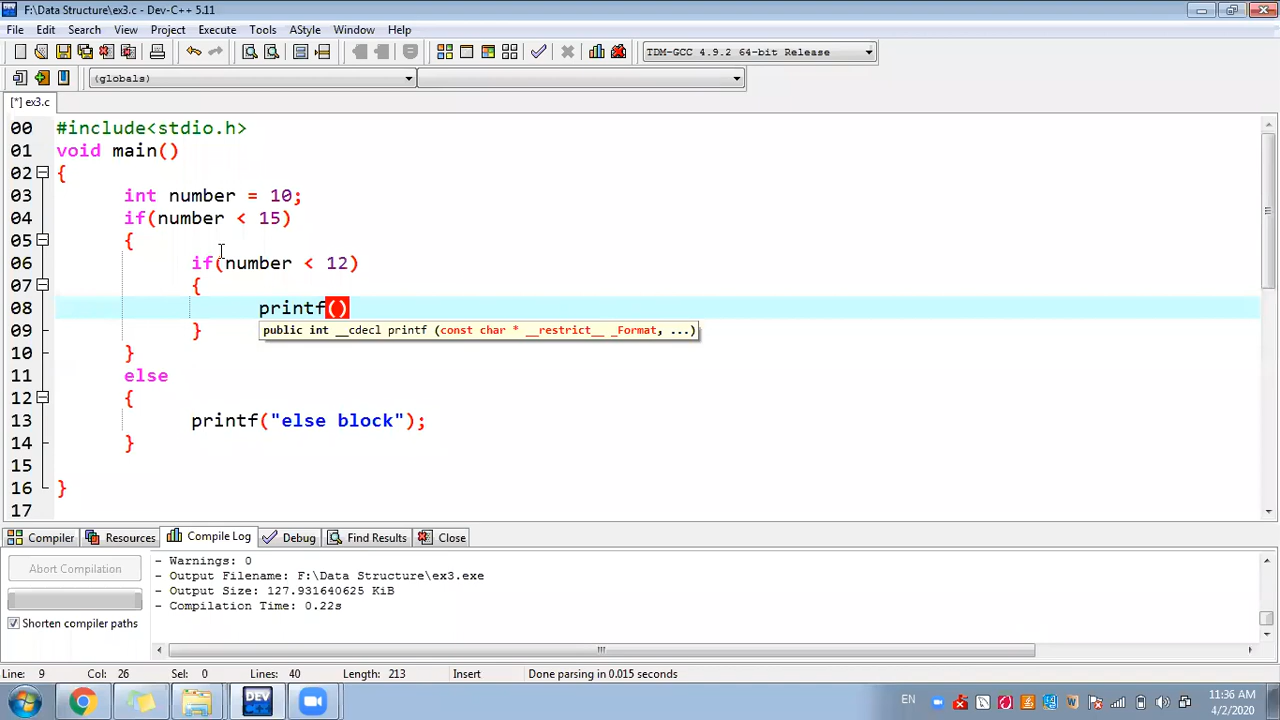 F:\Data Structure\ex3.c - Dev-C++ 5.11
File Edit Search View Project Execute Tools AStyle Window Help
TDM-GCC 4.9.2 64-bit Release
(globals)
[*] ex3.c
00 #include<stdio.h>
01 void main()
02 {
03 int number = 10;
04 if(number < 15)
05 {
06 if(number < 12)
07 {
08 printf()
09 }
public int __cdecl printf (const char * __restrict__ _Format, ...)
10 }
11 else
12 {
13 printf("else block");
14 }
15
16 }
17
Compiler Resources Compile Log Debug Find Results Close
Abort Compilation
Shorten compiler paths
- Warnings: 0
- Output Filename: F:\Data Structure\ex3.exe
- Output Size: 127.931640625 KiB
- Compilation Time: 0.22s
Line: 9 Col: 26 Sel: 0 Lines: 40 Length: 213 Insert Done parsing in 0.015 seconds
DEV C++
EN
11:36 AM
4/2/2020